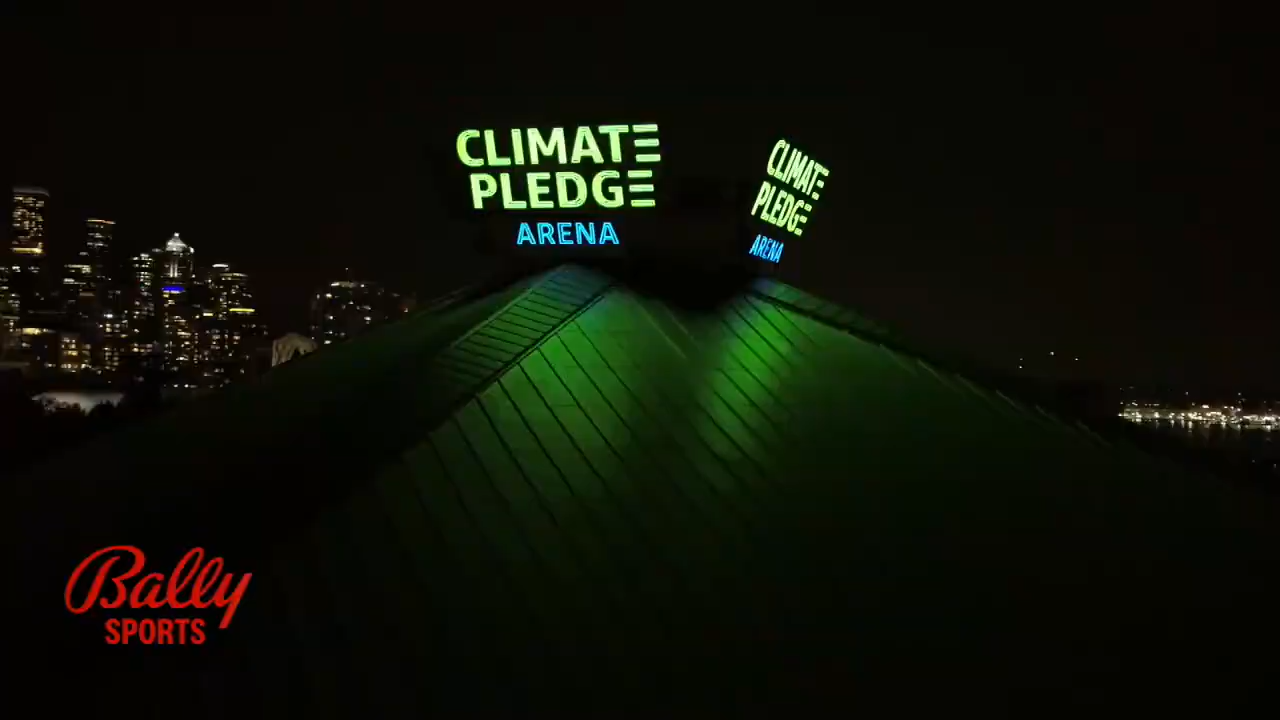 CLIMATE
PLEDGE
ARENA
CLIMATE
PLEDGE
ARENA
Bally
SPORTS